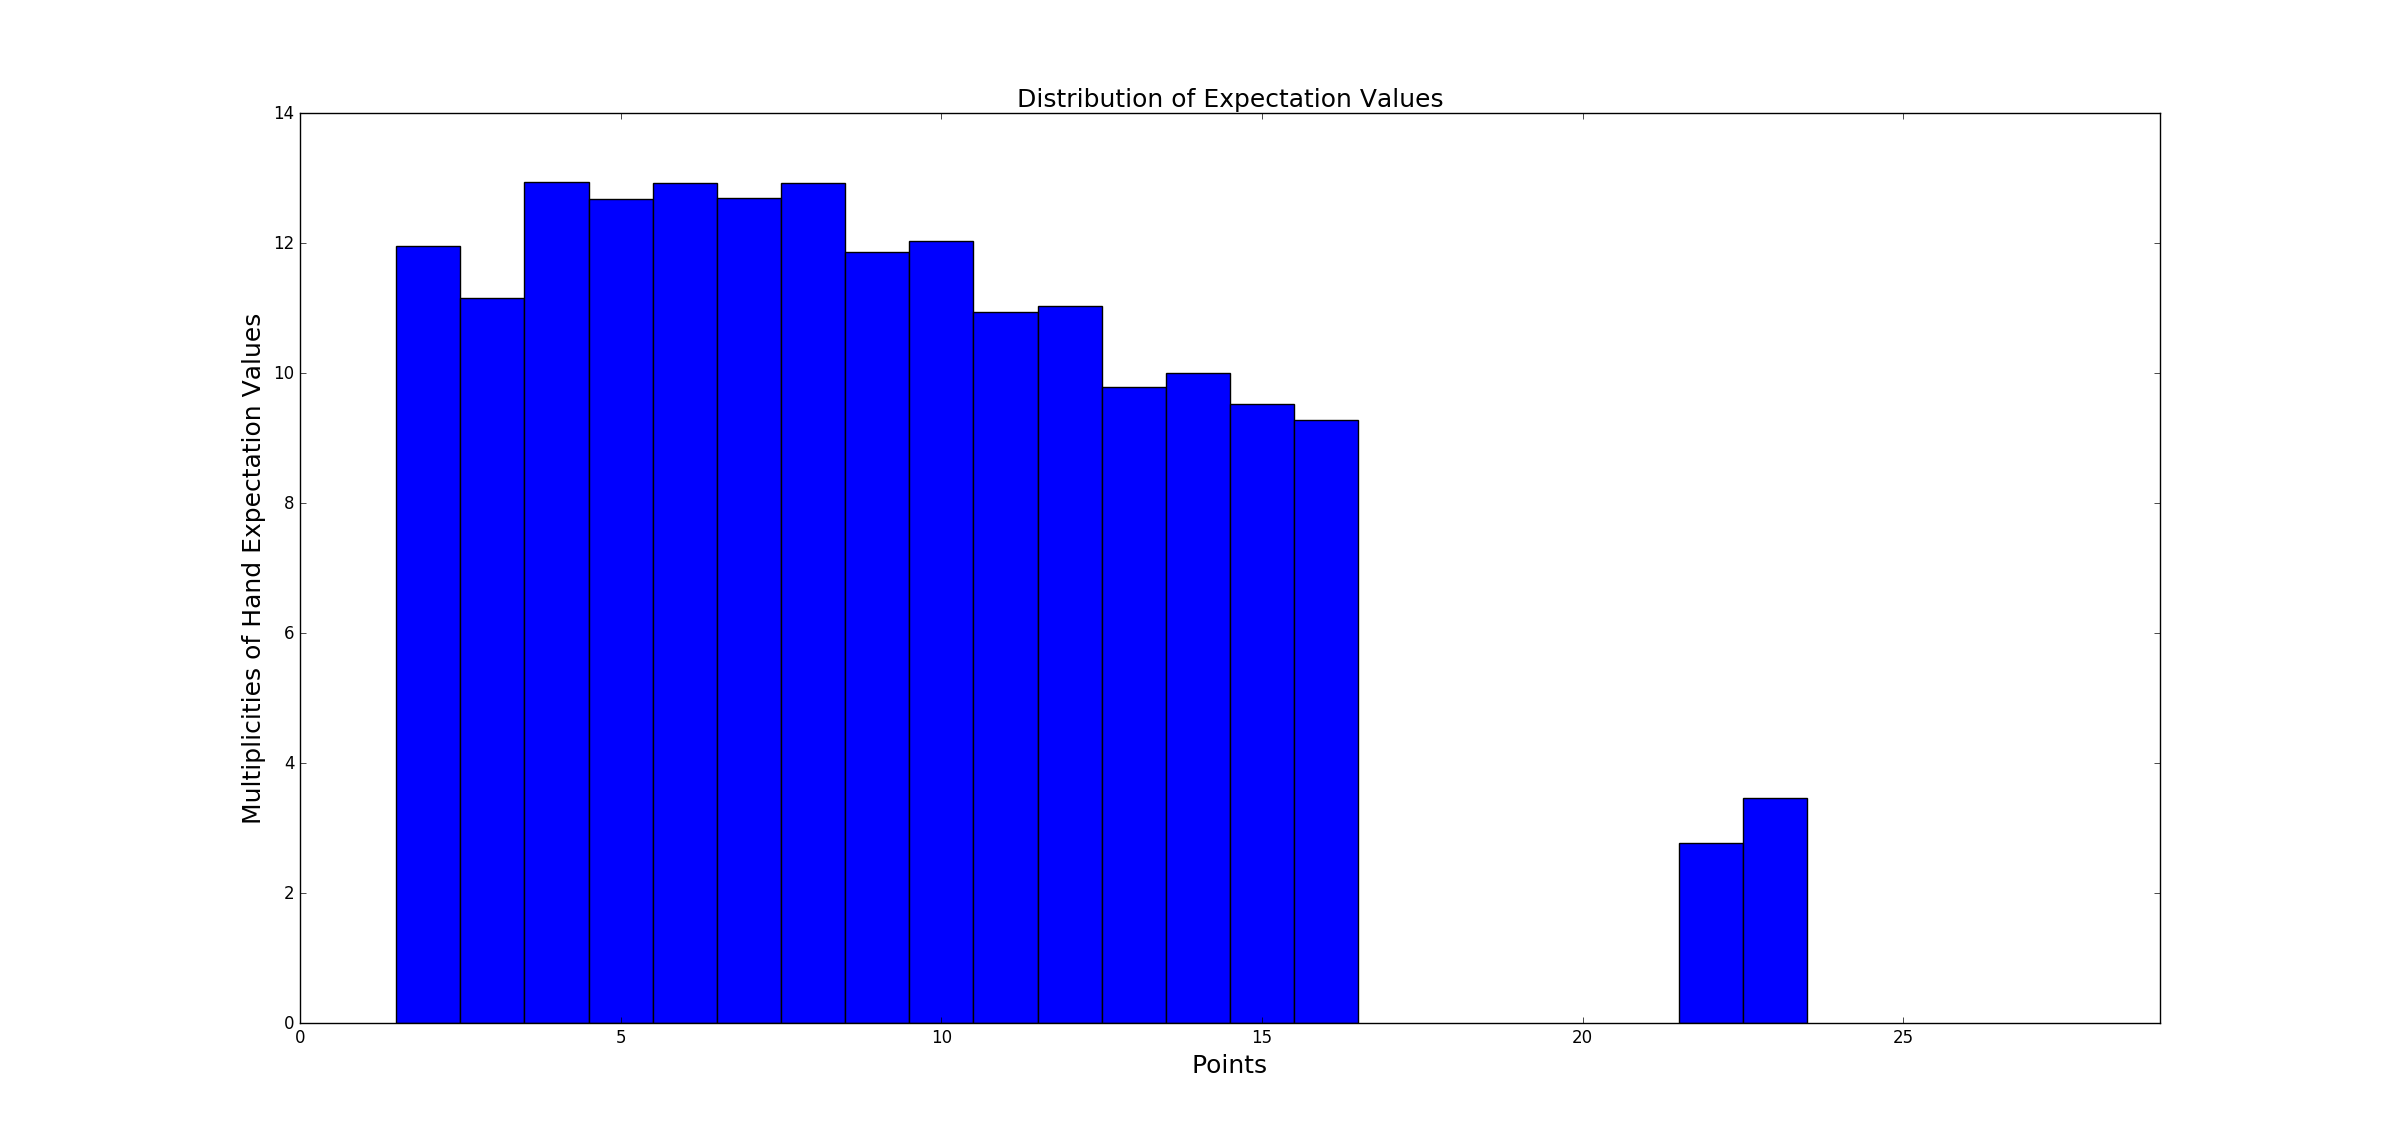 Distribution of Expectation Values
Multiplicities of Hand Expectation Values
14
12
10
8
6
4
2
0
0 5 10 15 20 25
Points